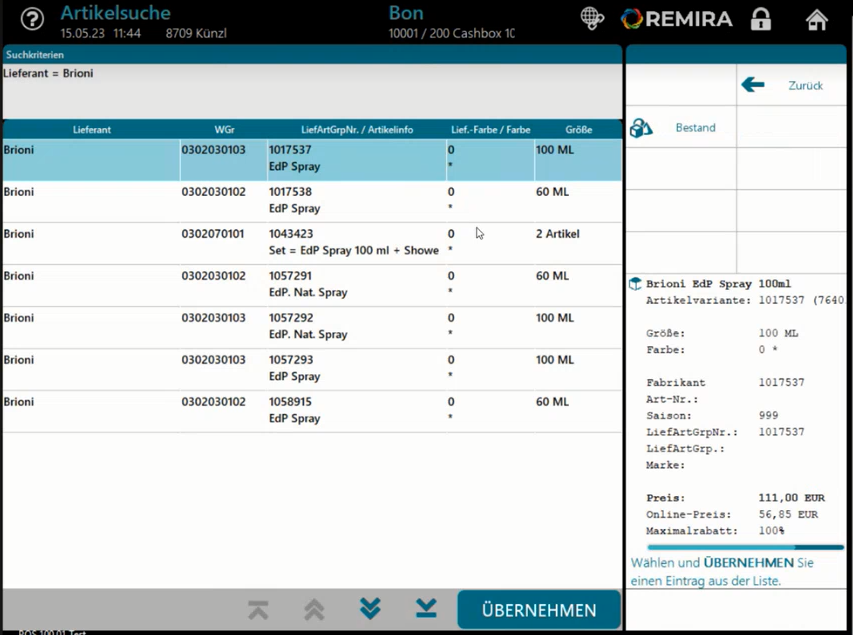 Artikelsuche
15.05.23 11:44 8709 Künzl
Bon
10001 / 200 Cashbox 10
REMIRA
Suchkriterien
Lieferant = Brioni
Lieferant WGr LiefArtGrpNr. / Artikelinfo Lief.-Farbe / Farbe Größe
Brioni 0302030103 1017537 0 100 ML
EdP Spray *
Brioni 0302030102 1017538 0 60 ML
EdP Spray *
Brioni 0302070101 1043423 0 2 Artikel
Set = EdP Spray 100 ml + Showe *
Brioni 0302030102 1057291 0 60 ML
EdP. Nat. Spray *
Brioni 0302030103 1057292 0 100 ML
EdP. Nat. Spray *
Brioni 0302030103 1057293 0 100 ML
EdP Spray *
Brioni 0302030102 1058915 0 60 ML
EdP Spray *
Zurück
Bestand
Brioni EdP Spray 100ml
Artikelvariante: 1017537 (7640
Größe: 100 ML
Farbe: 0 *
Fabrikant 1017537
Art-Nr.:
Saison: 999
LiefArtGrpNr.: 1017537
LiefArtGrp.:
Marke:
Preis: 111,00 EUR
Online-Preis: 56,85 EUR
Maximalrabatt: 100%
Wählen und ÜBERNEHMEN Sie
einen Eintrag aus der Liste.
ÜBERNEHMEN